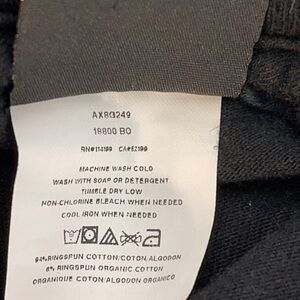 AX8G249
18800 BO
RN#114199 CA#52199
MACHINE WASH COLD
WASH WITH SOAP OR DETERGENT
TUMBLE DRY LOW
NON-CHLORINE BLEACH WHEN NEEDED
COOL IRON WHEN NEEDED
94% RINGSPUN COTTON/COTON/ALGODON
6% RINGSPUN ORGANIC COTTON
ORGANIQUE COTON/ALGODON ORGANICO